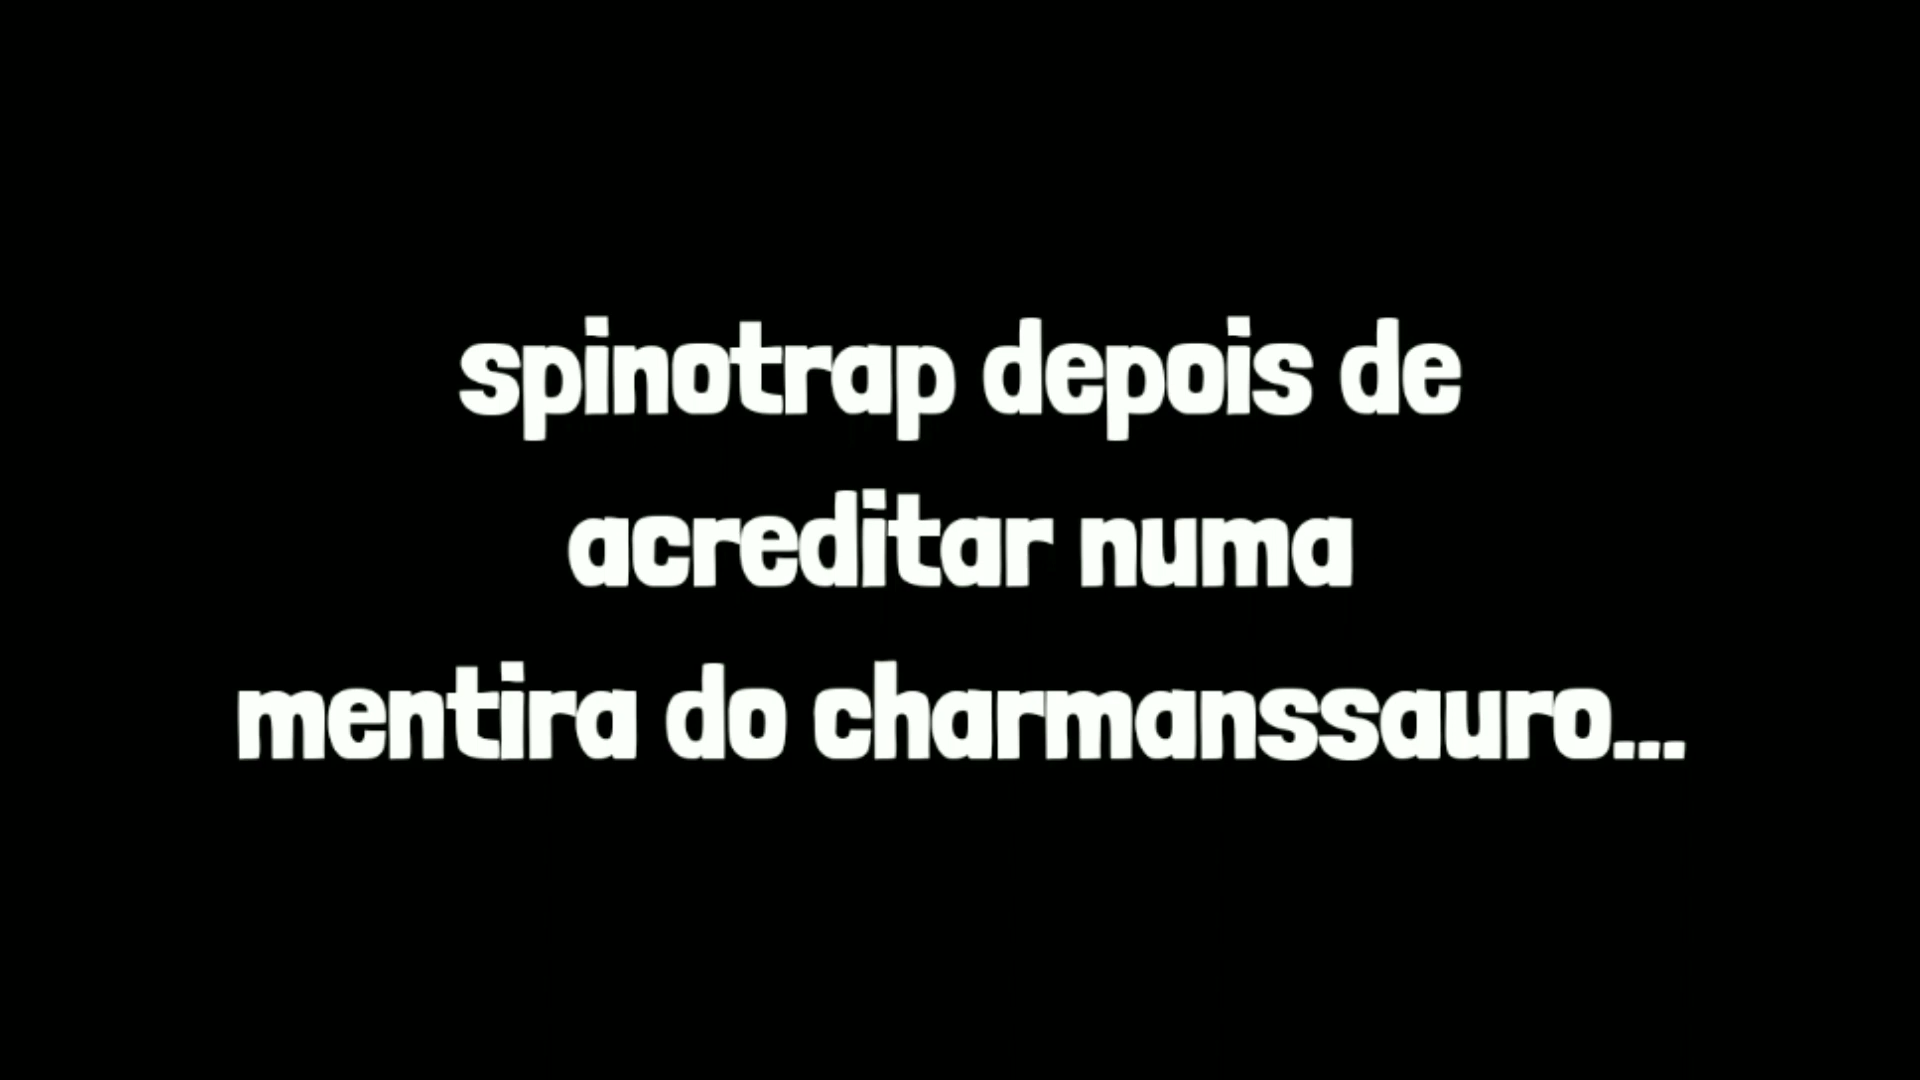 spinotrap depois de
acreditar numa
mentira do charmanssauro...